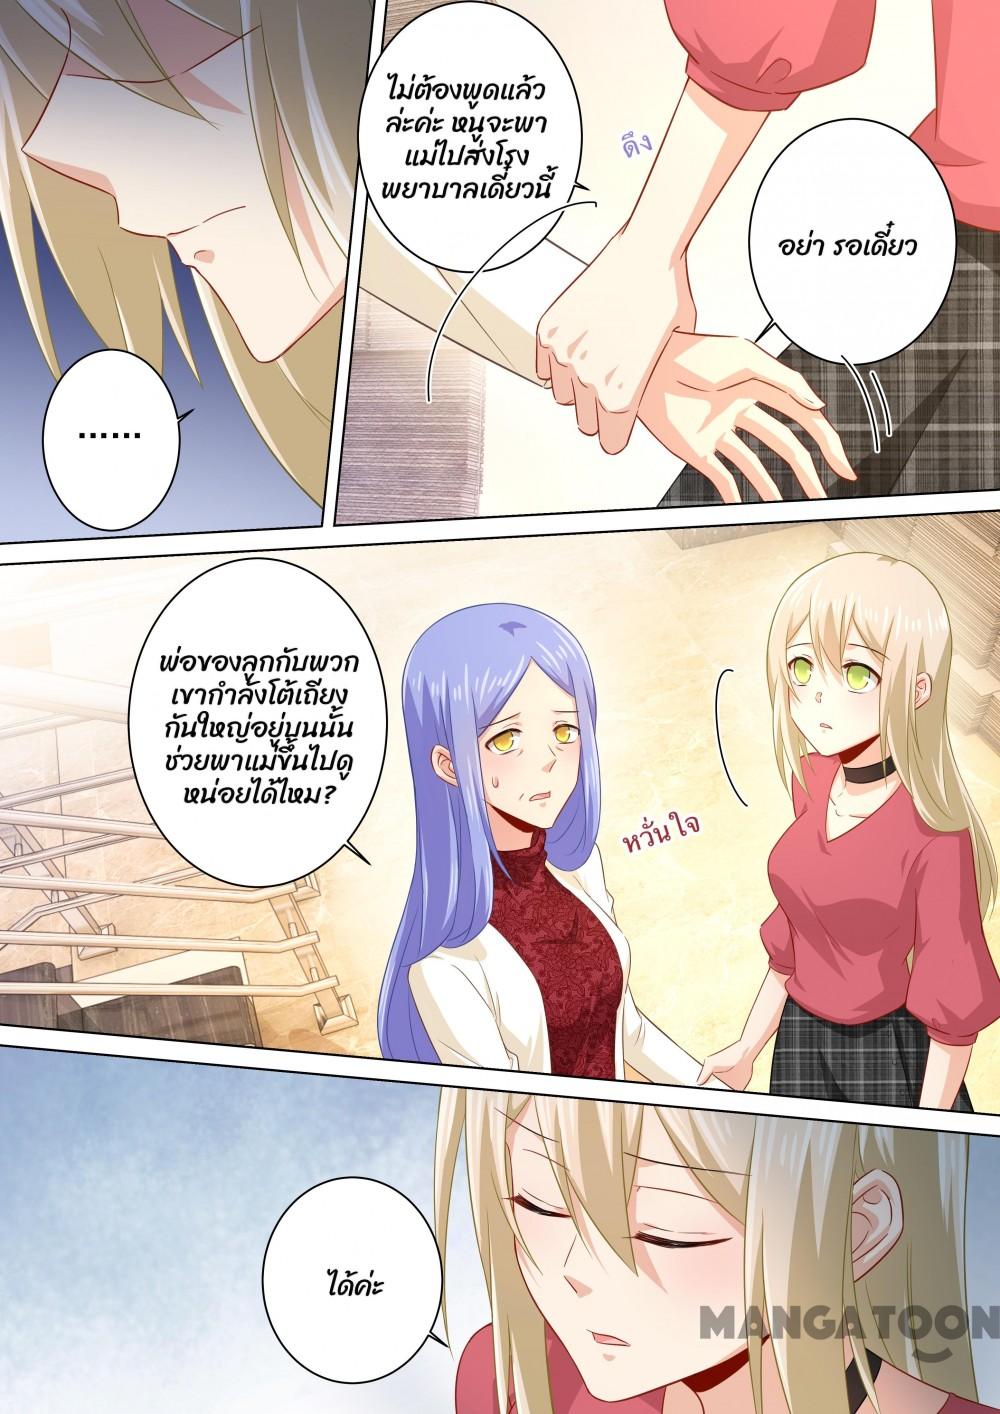 ......
ไม่ต้องพูดแล้ว
ล่ะค่ะ หนูจะพา
แม่ไปส่งโรง
พยาบาลเดี๋ยวนี้
ดึง
อย่า รอเดี๋ยว
พ่อของลูกกับพวก
เขากำลังโต้เถียง
กันใหญ่อยู่บนนั้น
ช่วยพาแม่ขึ้นไปดู
หน่อยได้ไหม?
หวั่นใจ
ได้ค่ะ
MANGATOON